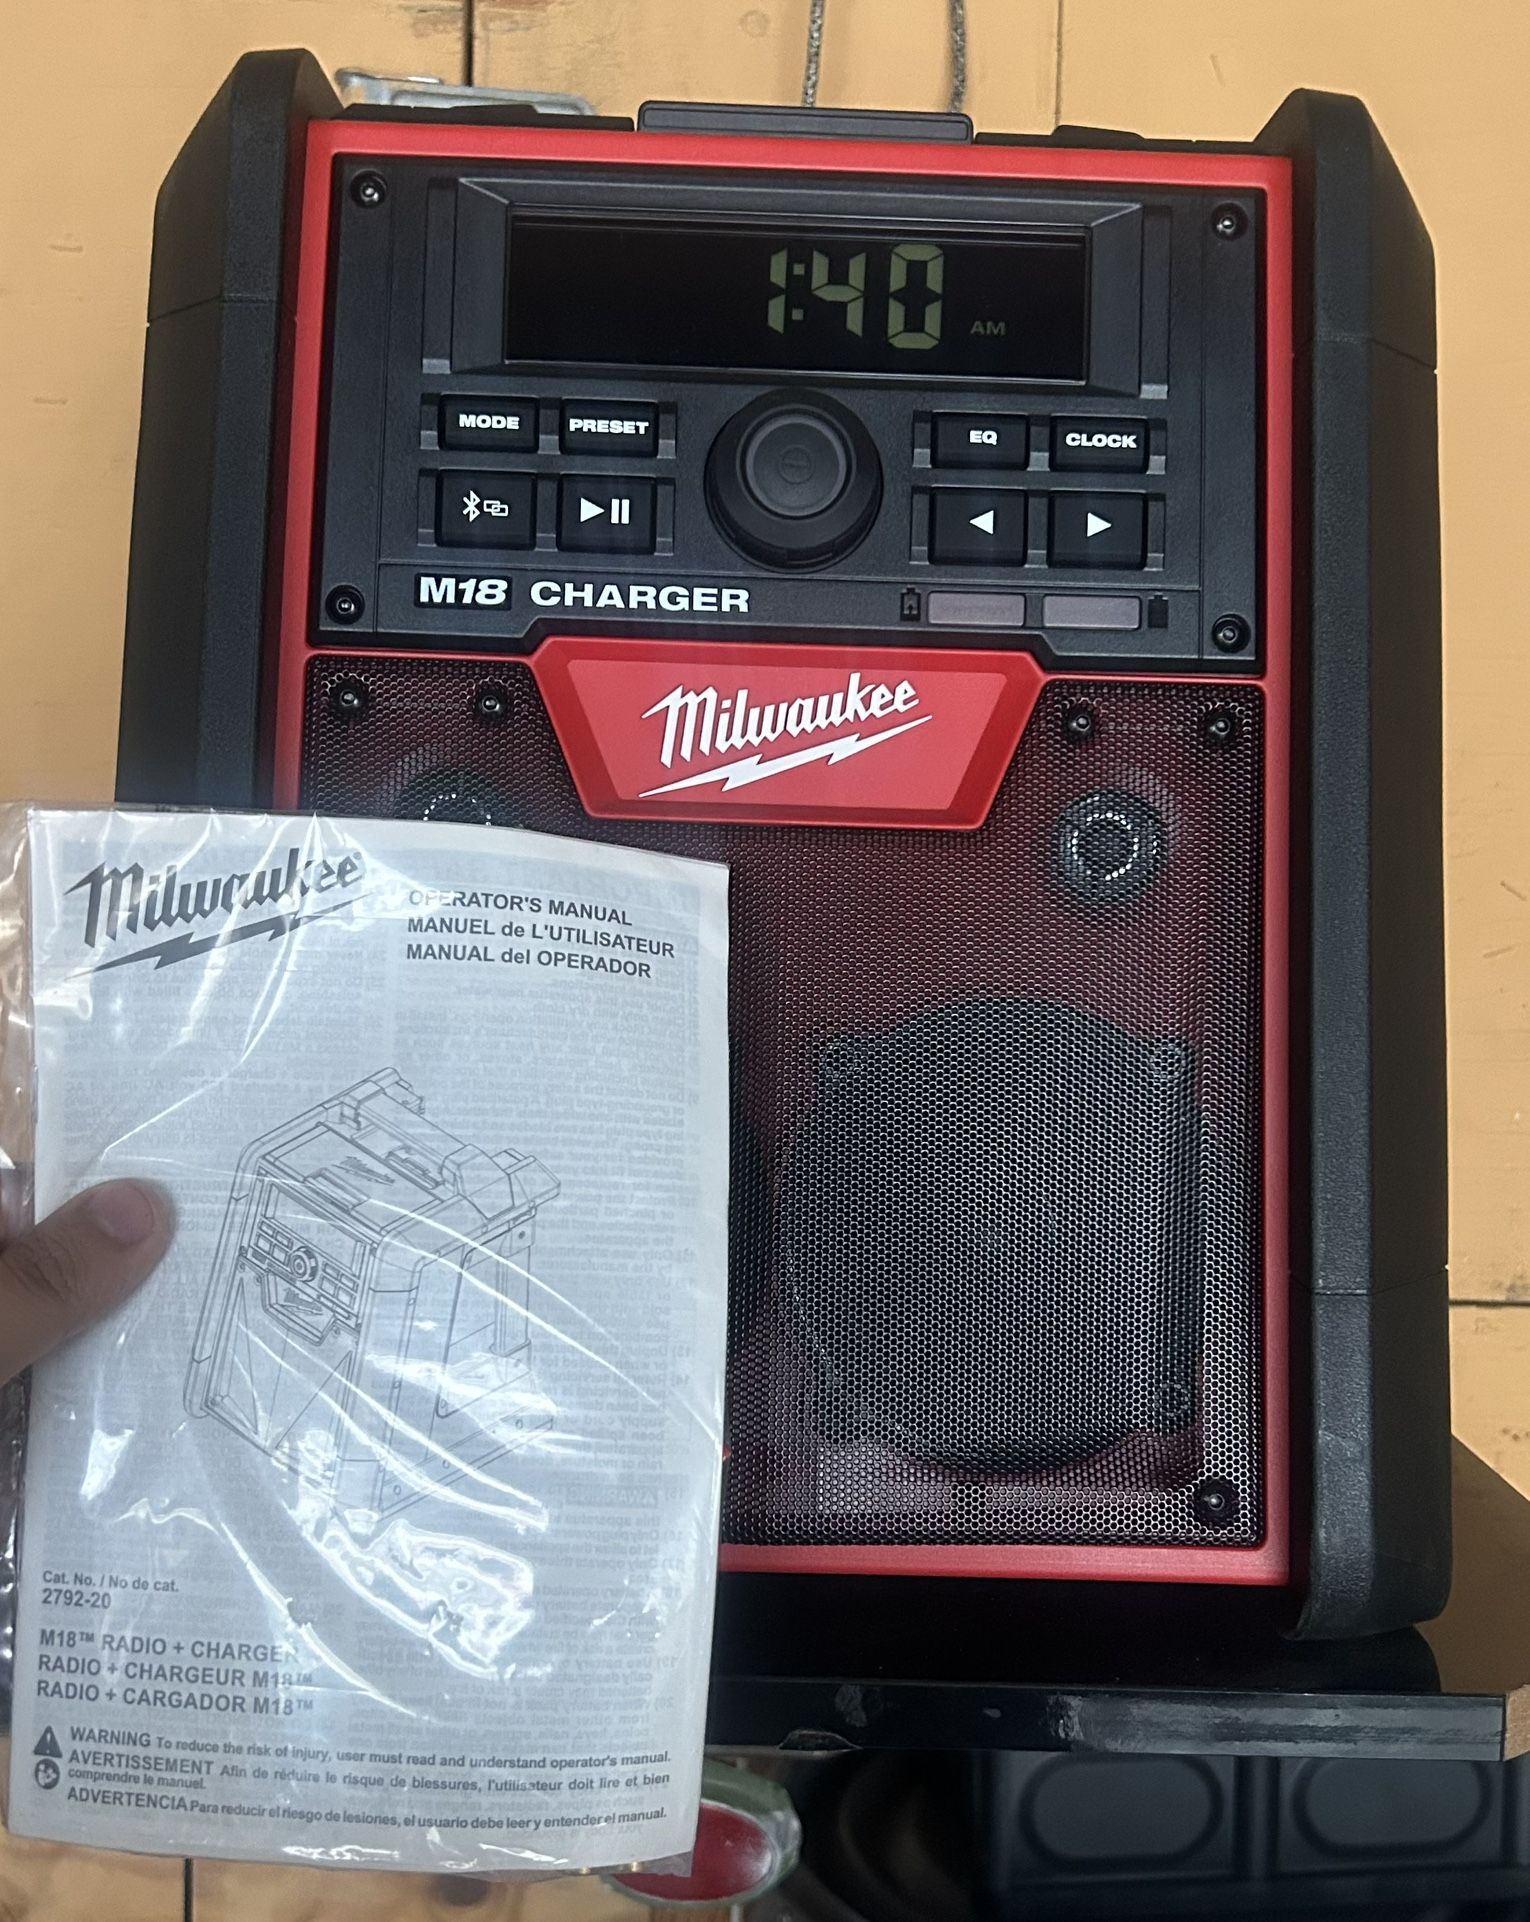 1:40 AM
MODE PRESET EQ CLOCK
M18 CHARGER
Milwaukee
Milwaukee
OPERATOR'S MANUAL
MANUEL de L'UTILISATEUR
MANUAL del OPERADOR
Cat. No. / No de cat.
2792-20
M18™ RADIO + CHARGER
RADIO + CHARGEUR M18™
RADIO + CARGADOR M18™
WARNING To reduce the risk of injury, user must read and understand operator's manual.
AVERTISSEMENT Afin de réduire le risque de blessures, l'utilisateur doit lire et bien
comprendre le manuel.
ADVERTENCIA Para reducir el riesgo de lesiones, el usuario debe leer y entender el manual.